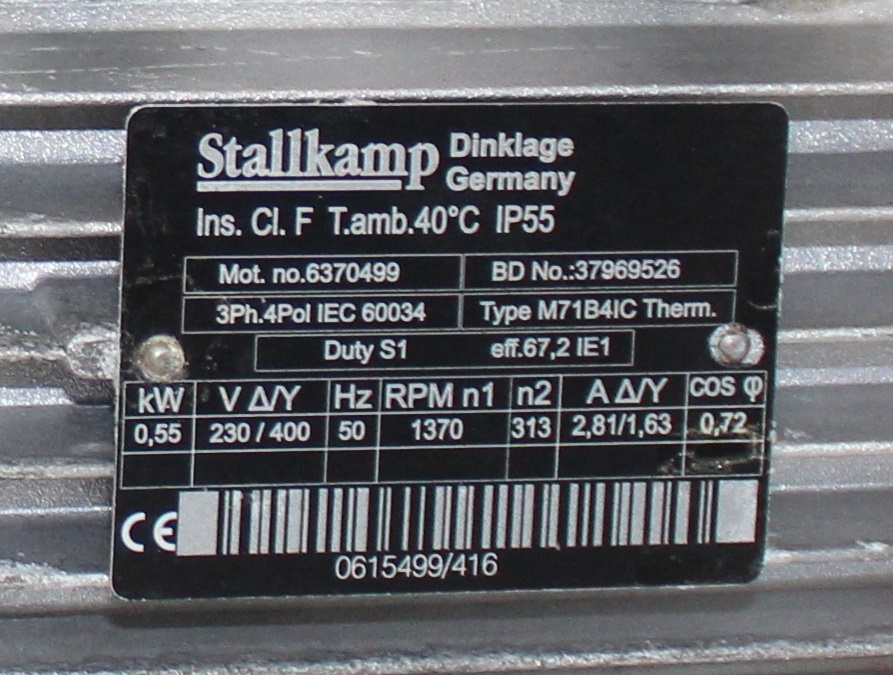 Stallkamp Dinklage
Germany
Ins. Cl. F T.amb.40°C IP55
Mot. no.6370499 BD No.:37969526
3Ph.4Pol IEC 60034 Type M71B4IC Therm.
Duty S1 eff.67,2 IE1
kW V Δ/Y Hz RPM n1 n2 A Δ/Y cos φ
0,55 230 / 400 50 1370 313 2,81/1,63 0,72
CE
0615499/416